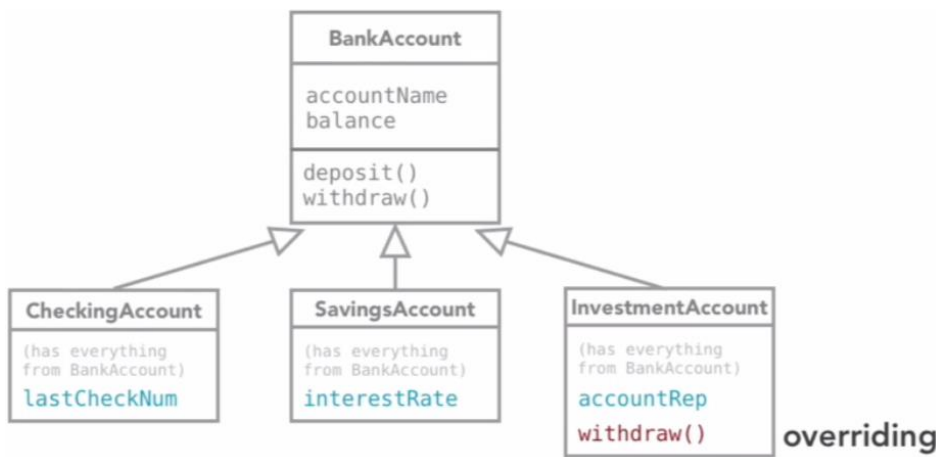 BankAccount
accountName
balance
deposit()
withdraw()
CheckingAccount
(has everything
from BankAccount)
lastCheckNum
SavingsAccount
(has everything
from BankAccount)
interestRate
InvestmentAccount
(has everything
from BankAccount)
accountRep
withdraw()
overriding